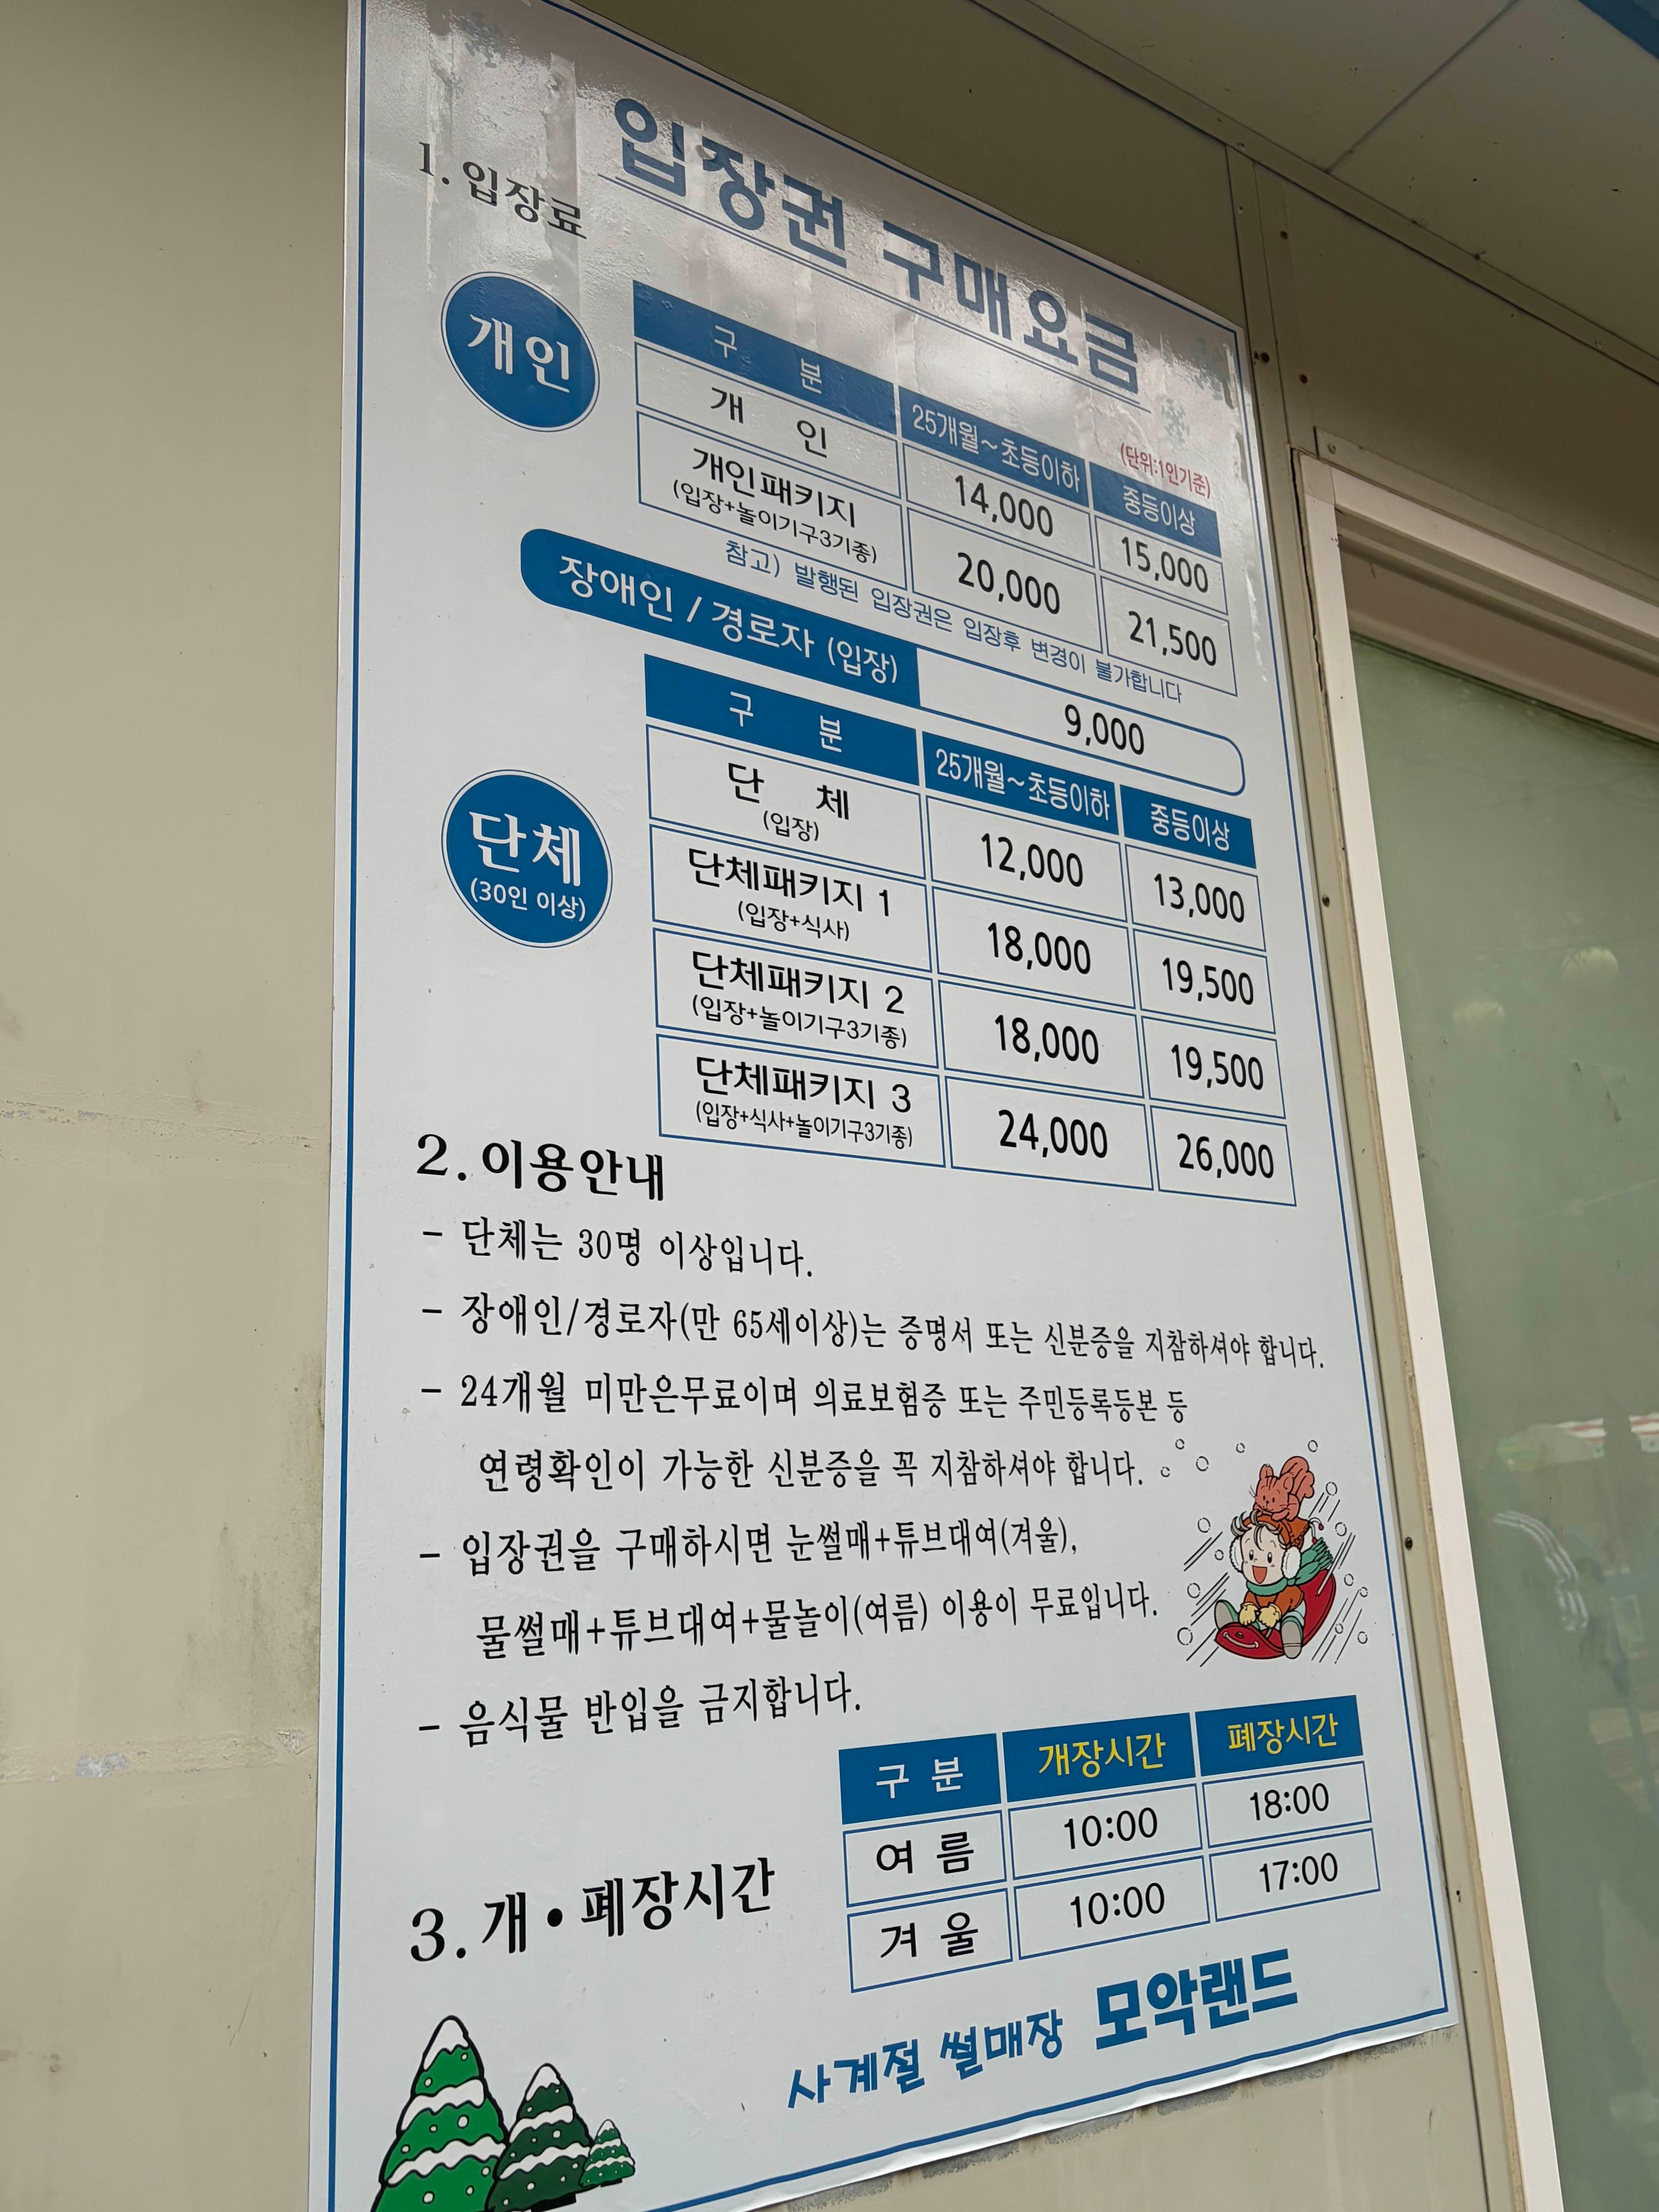 입장권 구매요금
1. 입장료
(단위:1인기준)
개인
구 분 25개월~초등이하 중등이상
개 인 14,000 15,000
개인패키지 20,000 21,500
(입장+놀이기구3기종)
참고) 발행된 입장권은 입장후 변경이 불가합니다
장애인 / 경로자 (입장) 9,000
단체
(30인 이상)
구 분 25개월~초등이하 중등이상
단 체 12,000 13,000
(입장)
단체패키지 1 18,000 19,500
(입장+식사)
단체패키지 2 18,000 19,500
(입장+놀이기구3기종)
단체패키지 3 24,000 26,000
(입장+식사+놀이기구3기종)
2. 이용안내
- 단체는 30명 이상입니다.
- 장애인/경로자(만 65세이상)는 증명서 또는 신분증을 지참하셔야 합니다.
- 24개월 미만은무료이며 의료보험증 또는 주민등록등본 등
연령확인이 가능한 신분증을 꼭 지참하셔야 합니다.
- 입장권을 구매하시면 눈썰매+튜브대여(겨울),
물썰매+튜브대여+물놀이(여름) 이용이 무료입니다.
- 음식물 반입을 금지합니다.
3. 개•폐장시간
구 분 개장시간 폐장시간
여 름 10:00 18:00
겨 울 10:00 17:00
사계절 썰매장 모악랜드